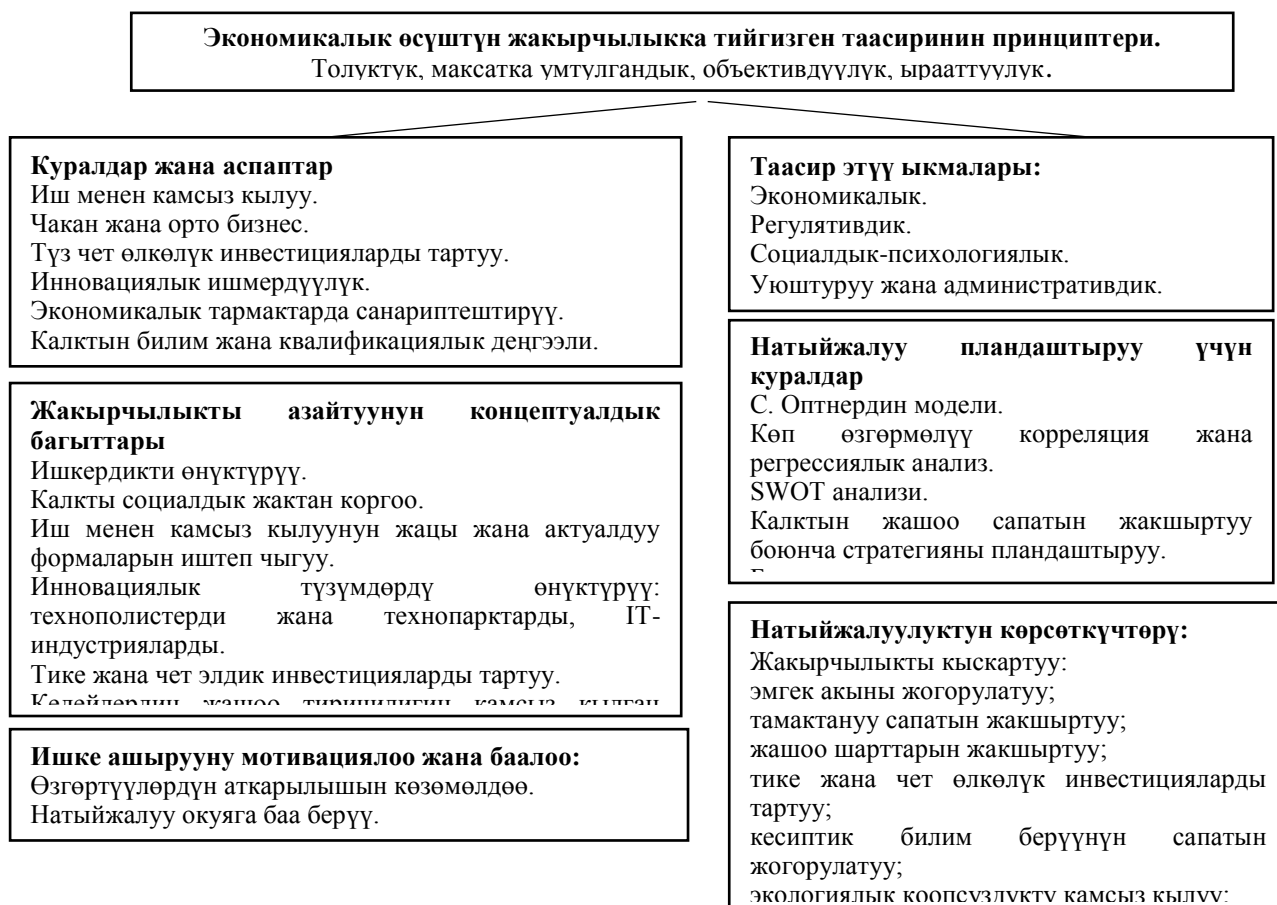 Экономикалык өсүштүн жакырчылыкка тийгизген таасиринин принциптери.
Толуктук, максатка умтулгандык, объективдүүлүк, ырааттуулук.
Куралдар жана аспаптар
Иш менен камсыз кылуу.
Чакан жана орто бизнес.
Түз чет өлкөлүк инвестицияларды тартуу.
Инновациялык ишмердүүлүк.
Экономикалык тармактарда санариптештирүү.
Калктын билим жана квалификациялык деңгээли.
Жакырчылыкты азайтуунун концептуалдык
багыттары
Ишкердикти өнүктүрүү.
Калкты социалдык жактан коргоо.
Иш менен камсыз кылуунун жаңы жана актуалдуу
формаларын иштеп чыгуу.
Инновациялык түзүмдөрдү өнүктүрүү:
технополистерди жана технопарктарды, IT-
индустрияларды.
Тике жана чет элдик инвестицияларды тартуу.
Кедейлердин жашоо тиричилигин камсыз кылган
Ишке ашырууну мотивациялоо жана баалоо:
Өзгөртүүлөрдүн аткарылышын көзөмөлдөө.
Натыйжалуу окуяга баа берүү.
Таасир этүү ыкмалары:
Экономикалык.
Регулятивдик.
Социалдык-психологиялык.
Уюштуруу жана административдик.
Натыйжалуу пландаштыруу үчүн
куралдар
С. Оптнердин модели.
Көп өзгөрмөлүү корреляция жана
регрессиялык анализ.
SWOT анализи.
Калктын жашоо сапатын жакшыртуу
боюнча стратегияны пландаштыруу.
Натыйжалуулуктун көрсөткүчтөрү:
Жакырчылыкты кыскартуу:
эмгек акыны жогорулатуу;
тамактануу сапатын жакшыртуу;
жашоо шарттарын жакшыртуу;
тике жана чет өлкөлүк инвестицияларды
тартуу;
кесиптик билим берүүнүн сапатын
жогорулатуу;
экологиялык коопсуздукту камсыз кылуу;